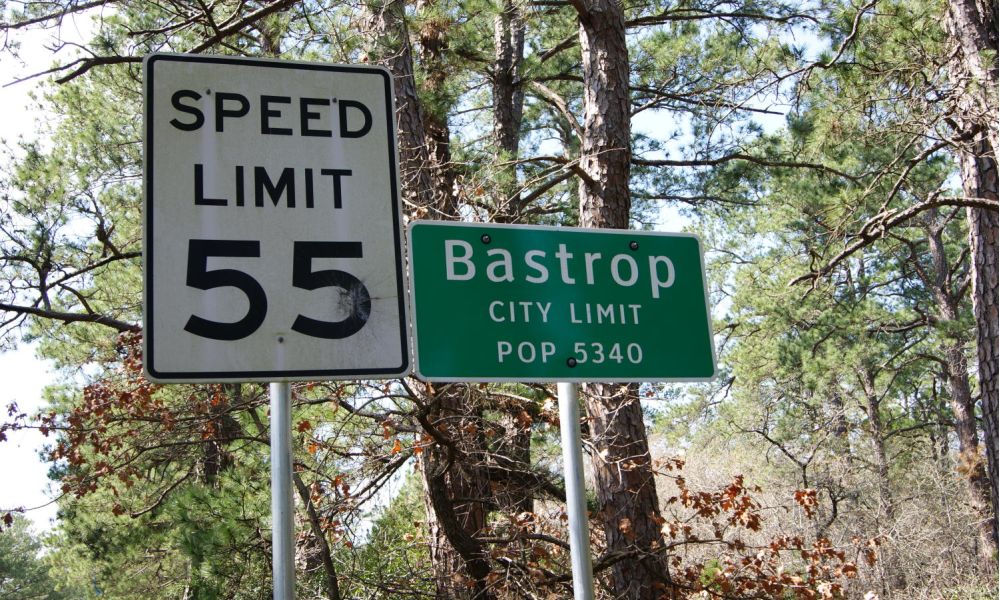 SPEED
LIMIT
55
Bastrop
CITY LIMIT
POP 5340